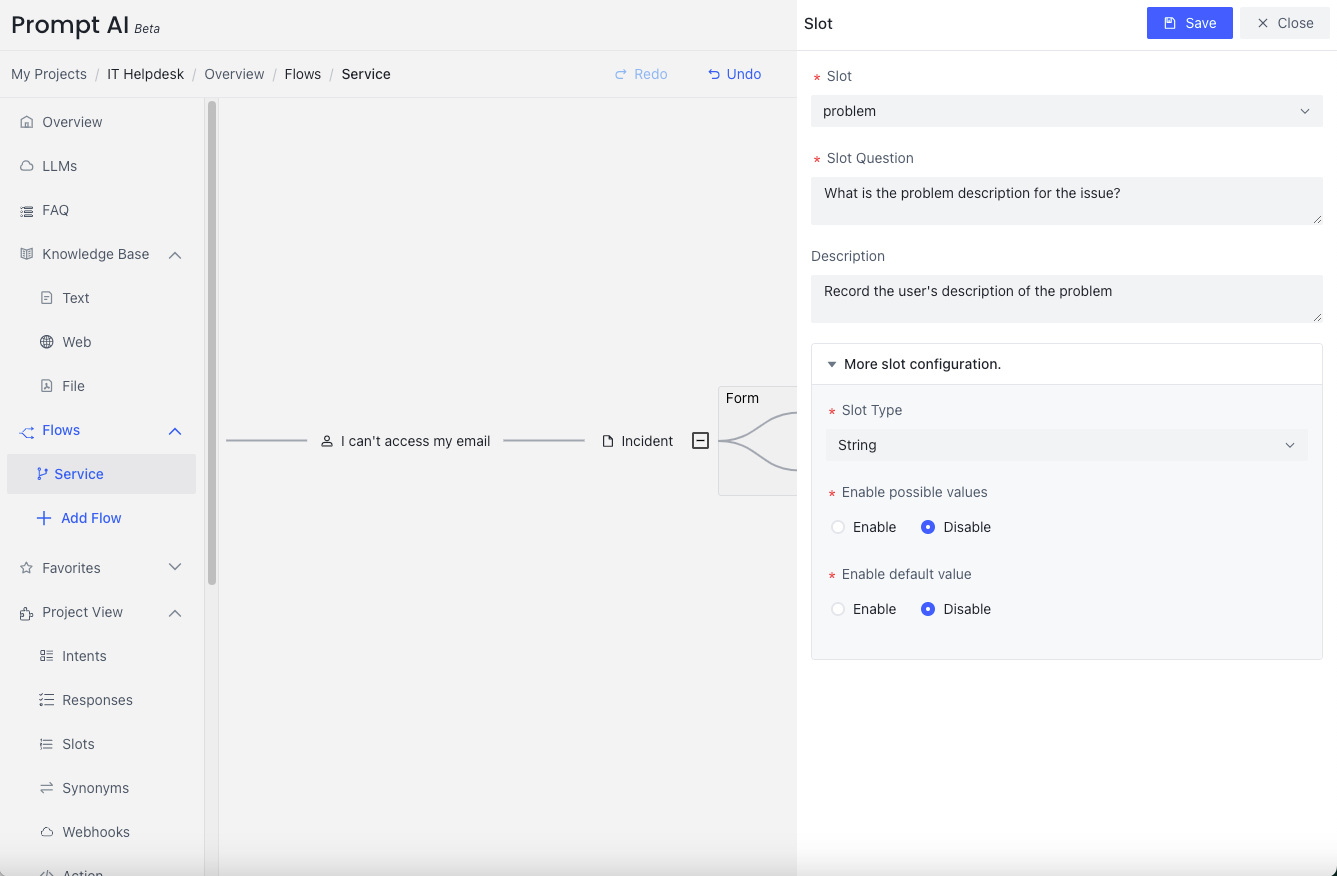 Prompt AI Beta
My Projects / IT Helpdesk / Overview / Flows / Service
Redo
Undo
Overview
LLMs
FAQ
Knowledge Base
Text
Web
File
Flows
Service
Add Flow
Favorites
Project View
Intents
Responses
Slots
Synonyms
Webhooks
Action
I can't access my email
Incident
Form
Slot
Save
Close
* Slot
problem
* Slot Question
What is the problem description for the issue?
Description
Record the user's description of the problem
More slot configuration.
* Slot Type
String
* Enable possible values
Enable Disable
* Enable default value
Enable Disable